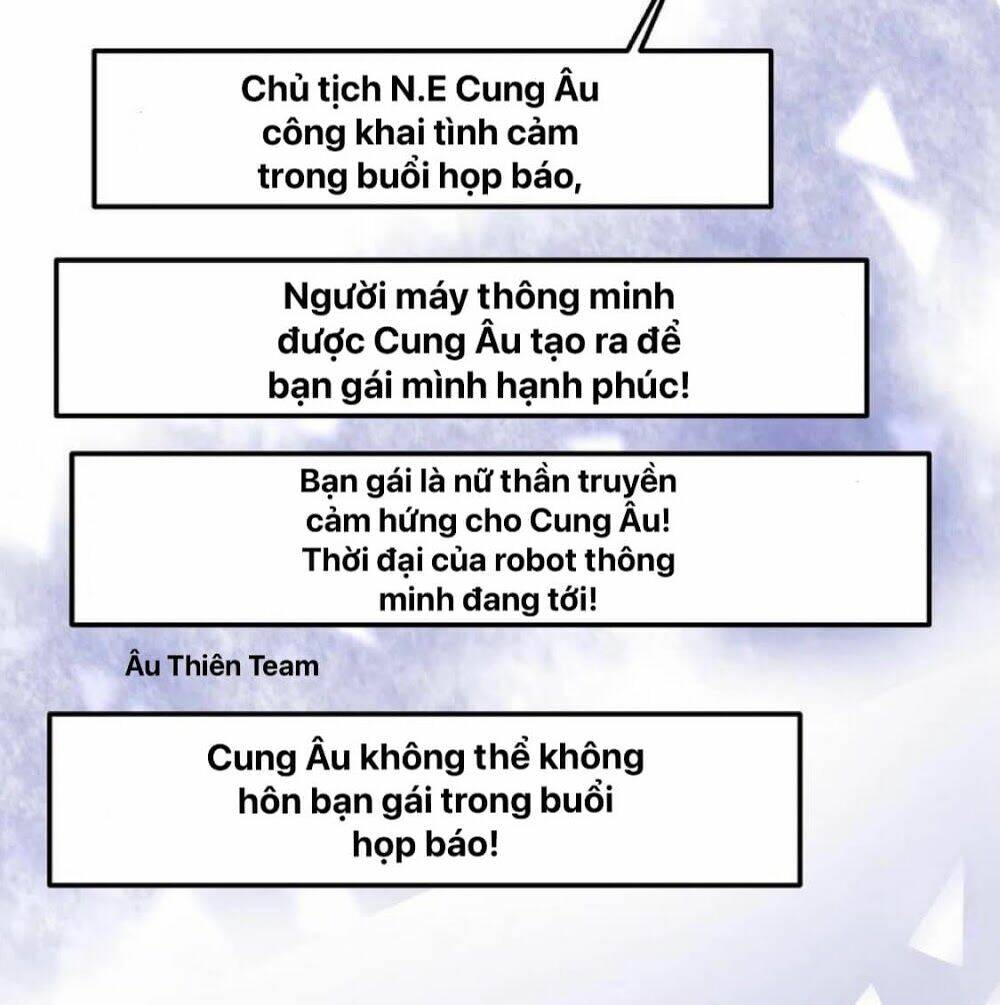 Chủ tịch N.E Cung Âu
công khai tình cảm
trong buổi họp báo,
Người máy thông minh
được Cung Âu tạo ra để
bạn gái mình hạnh phúc!
Bạn gái là nữ thần truyền
cảm hứng cho Cung Âu!
Thời đại của robot thông
minh đang tới!
Âu Thiên Team
Cung Âu không thể không
hôn bạn gái trong buổi
họp báo!